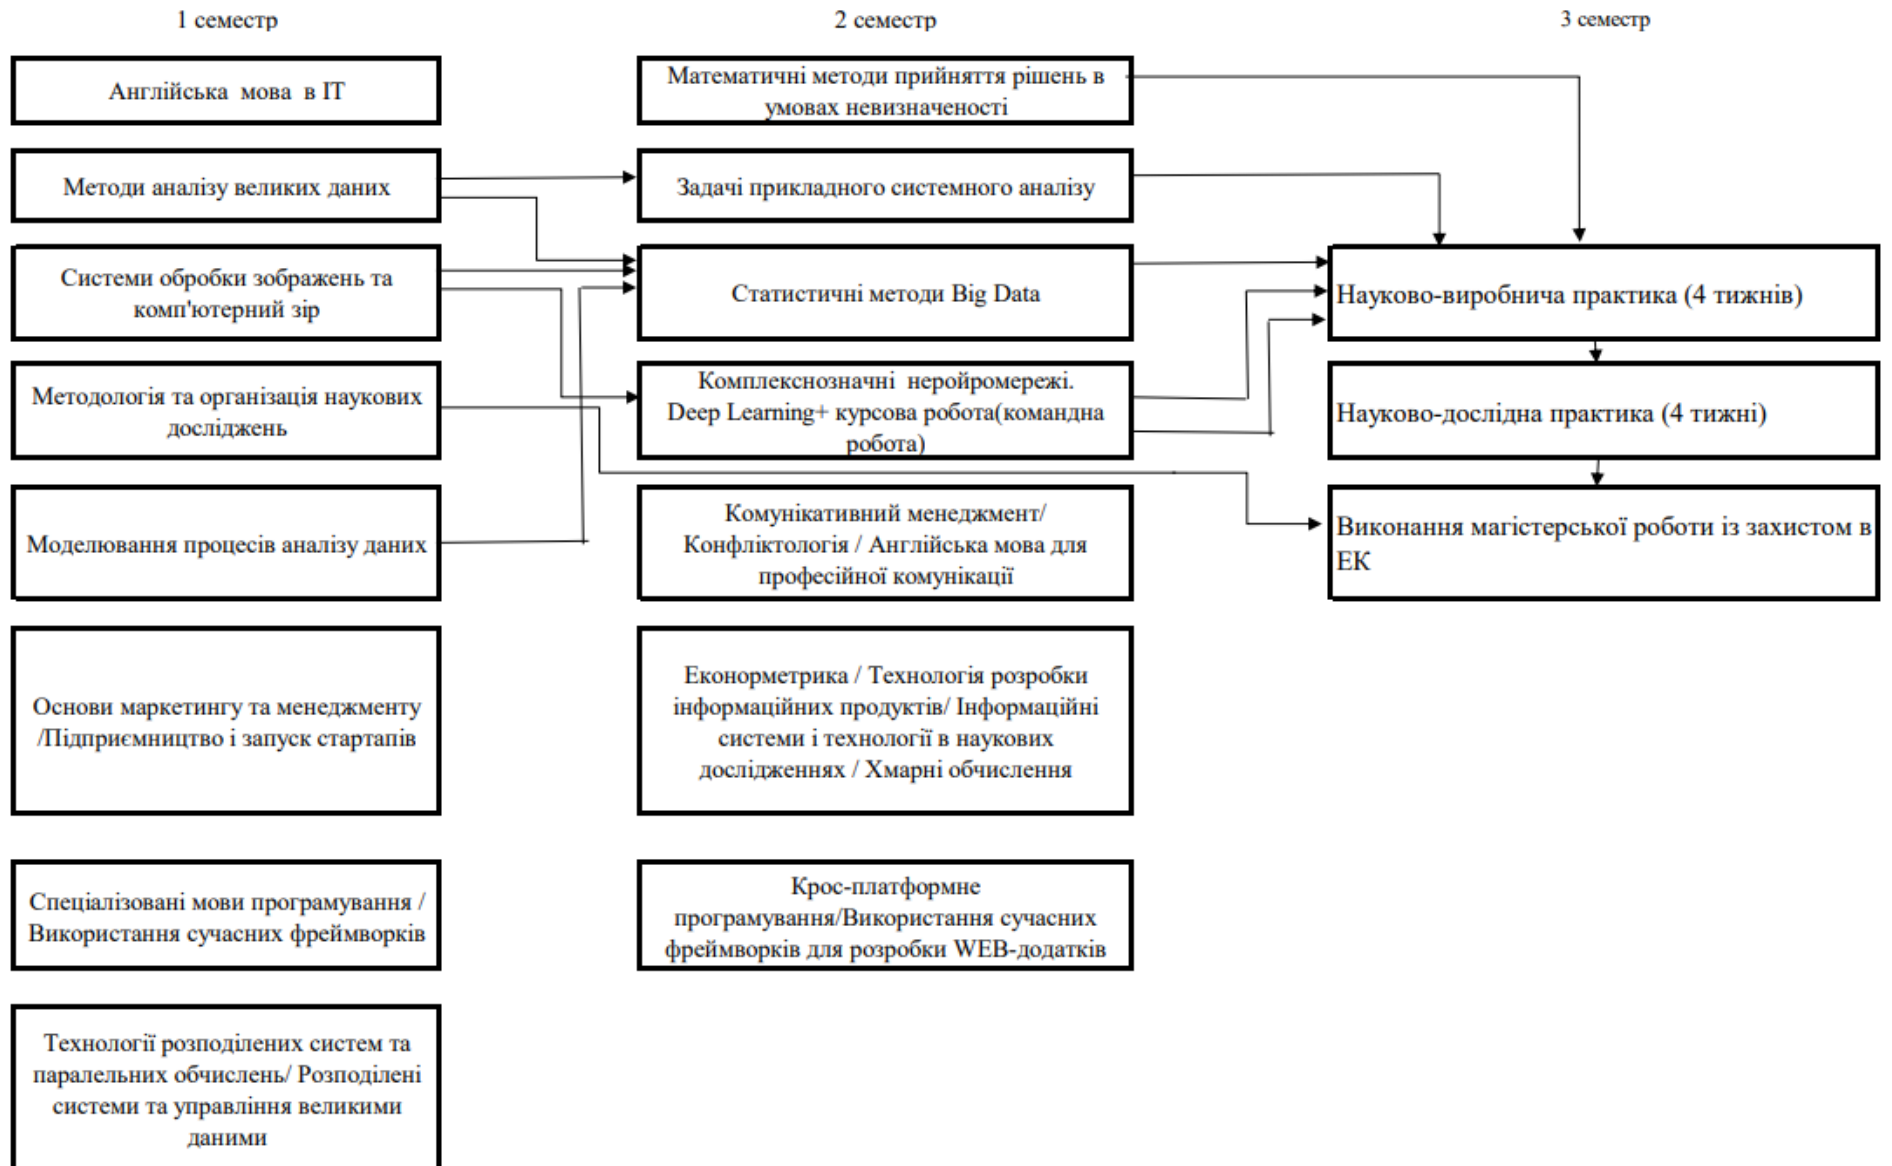 1 семестр
2 семестр
3 семестр
Англійська мова в ІТ
Методи аналізу великих даних
Системи обробки зображень та
комп'ютерний зір
Методологія та організація наукових
досліджень
Моделювання процесів аналізу даних
Основи маркетингу та менеджменту
/Підприємництво і запуск стартапів
Спеціалізовані мови програмування /
Використання сучасних фреймворків
Технології розподілених систем та
паралельних обчислень/ Розподілені
системи та управління великими
даними
Математичні методи прийняття рішень в
умовах невизначеності
Задачі прикладного системного аналізу
Статистичні методи Big Data
Комплекснозначні неройромережі.
Deep Learning+ курсова робота(командна
робота)
Комунікативний менеджмент/
Конфліктологія / Англійська мова для
професійної комунікації
Економетрика / Технологія розробки
інформаційних продуктів/ Інформаційні
системи і технології в наукових
дослідженнях / Хмарні обчислення
Крос-платформне
програмування/Використання сучасних
фреймворків для розробки WEB-додатків
Науково-виробнича практика (4 тижнів)
Науково-дослідна практика (4 тижні)
Виконання магістерської роботи із захистом в
ЕК